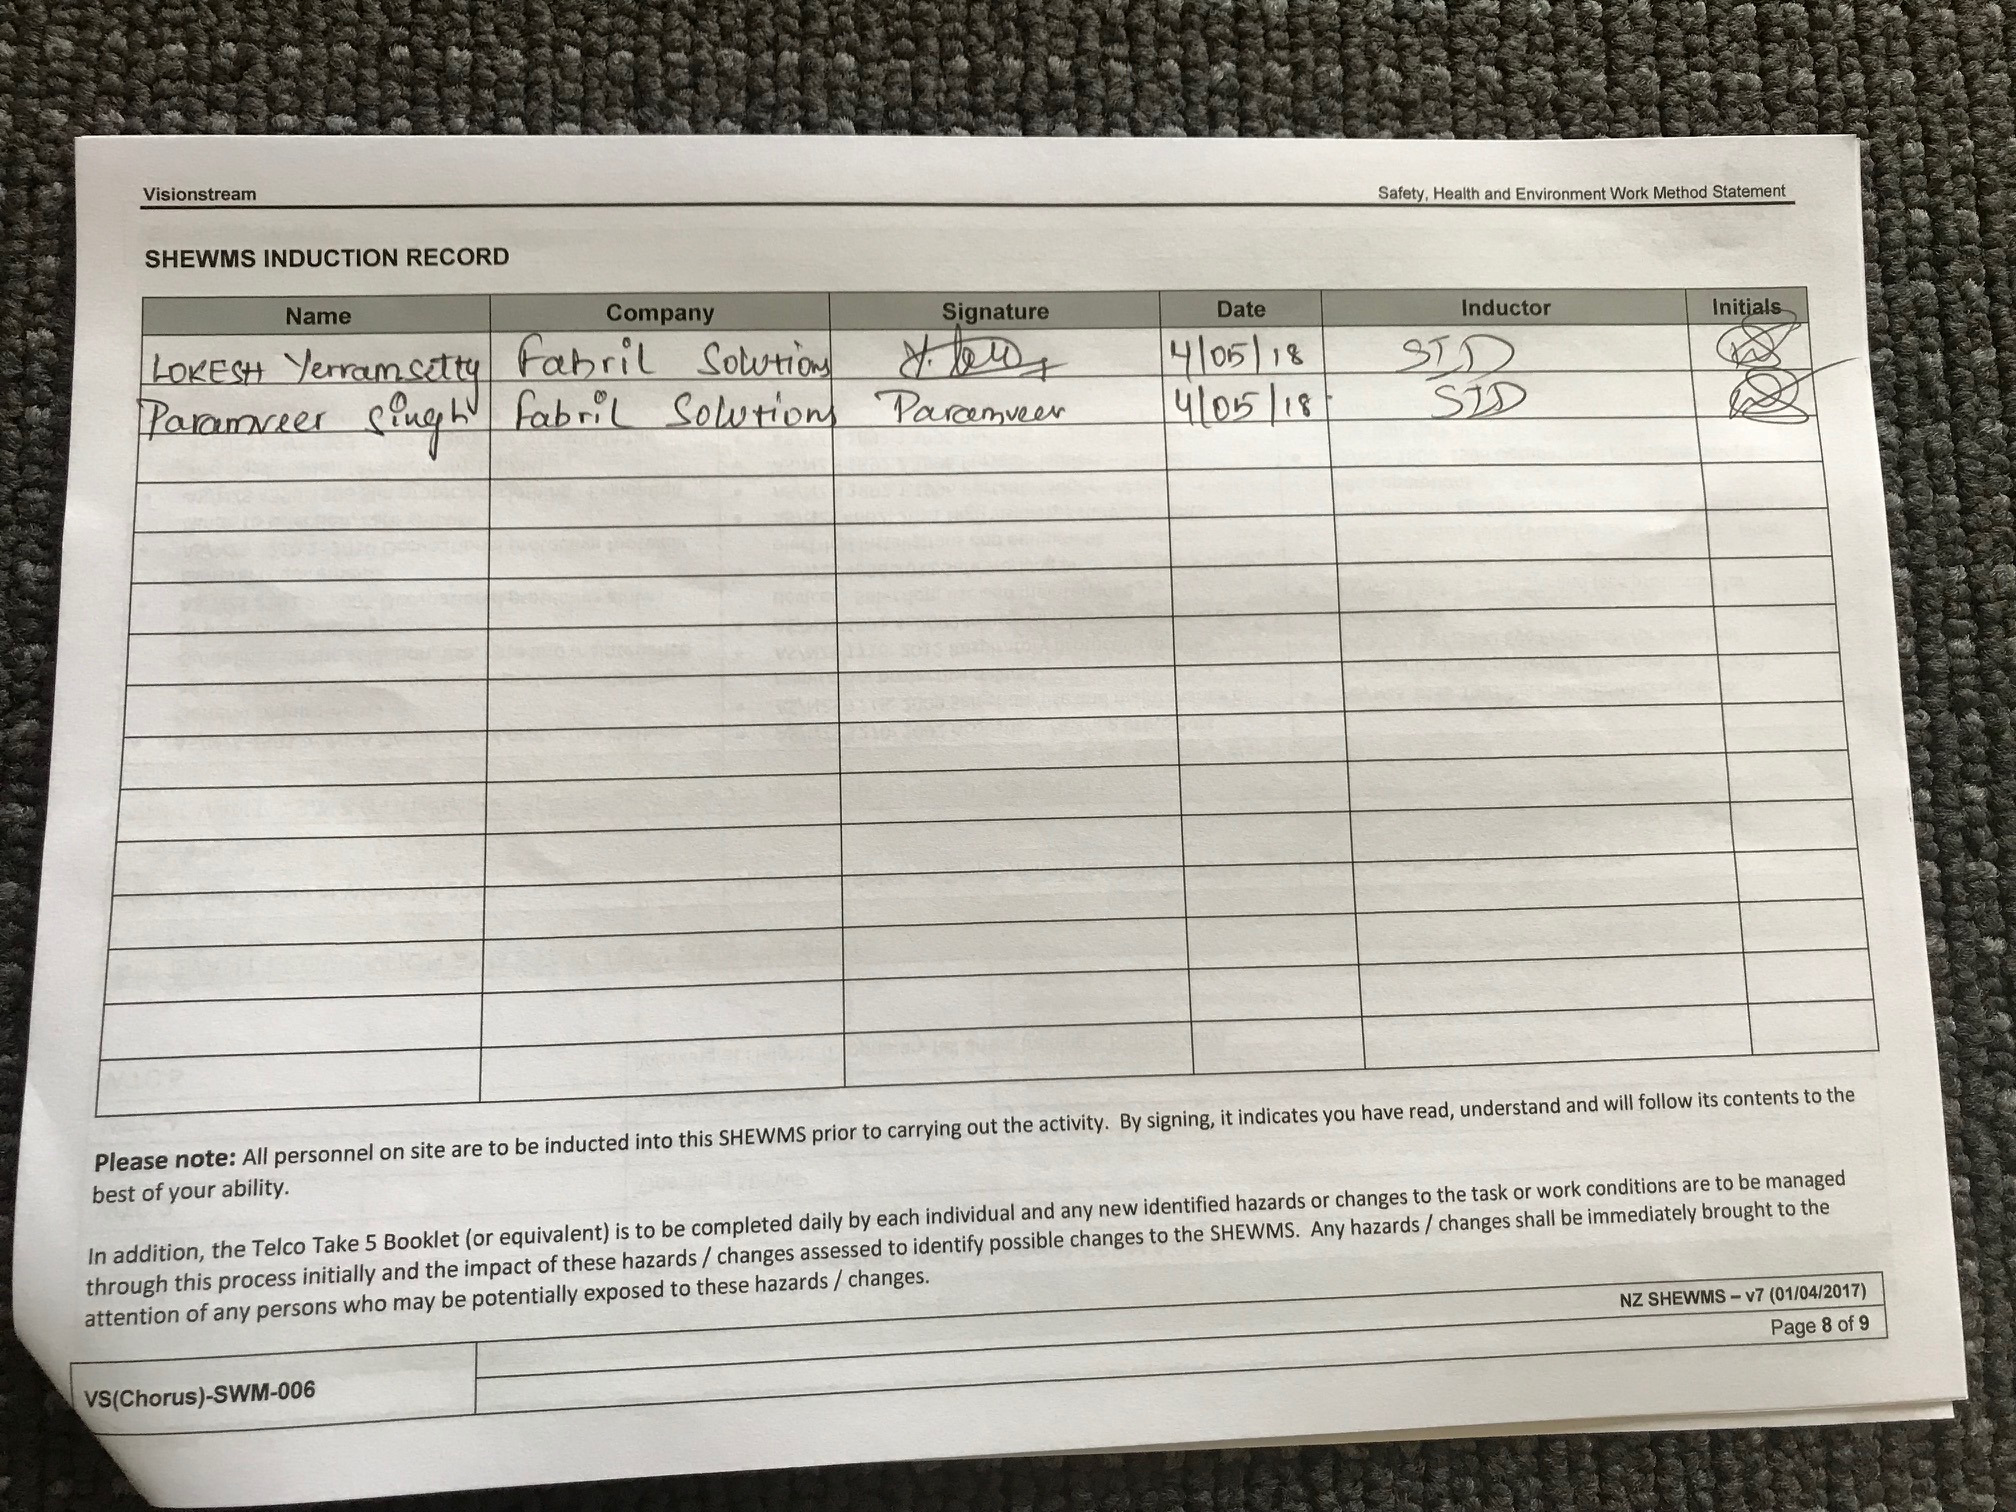 Visionstream Safety, Health and Environment Work Method Statement
SHEWMS INDUCTION RECORD
Name Company Signature Date Inductor Initials
LOKESH Yerramsetty Fabril Solutions 4/05/18 STD
Paramveer Singh Fabril Solutions Paramveer 4/05/18 STD
Please note: All personnel on site are to be inducted into this SHEWMS prior to carrying out the activity. By signing, it indicates you have read, understand and will follow its contents to the
best of your ability.
In addition, the Telco Take 5 Booklet (or equivalent) is to be completed daily by each individual and any new identified hazards or changes to the task or work conditions are to be managed
through this process initially and the impact of these hazards / changes assessed to identify possible changes to the SHEWMS. Any hazards / changes shall be immediately brought to the
attention of any persons who may be potentially exposed to these hazards / changes.
NZ SHEWMS – v7 (01/04/2017)
VS(Chorus)-SWM-006 Page 8 of 9